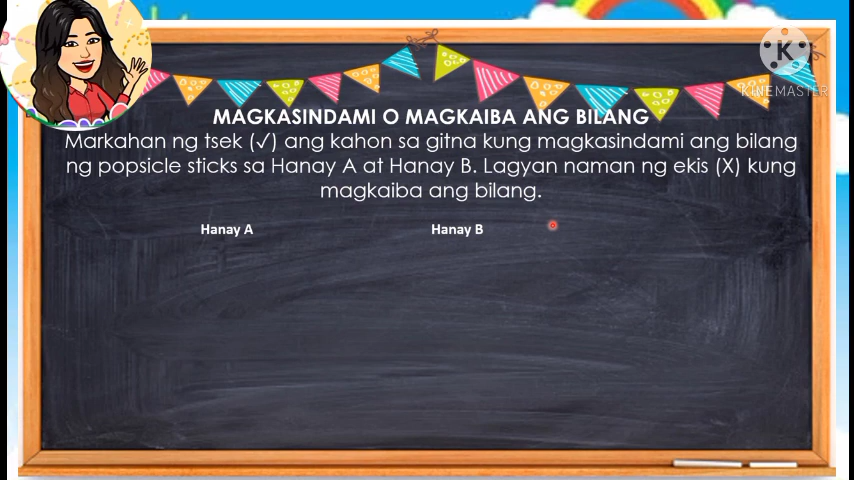 KINEMASTER
MAGKASINDAMI O MAGKAIBA ANG BILANG
Markahan ng tsek (✓) ang kahon sa gitna kung magkasindami ang bilang
ng popsicle sticks sa Hanay A at Hanay B. Lagyan naman ng ekis (X) kung
magkaiba ang bilang.
Hanay A Hanay B